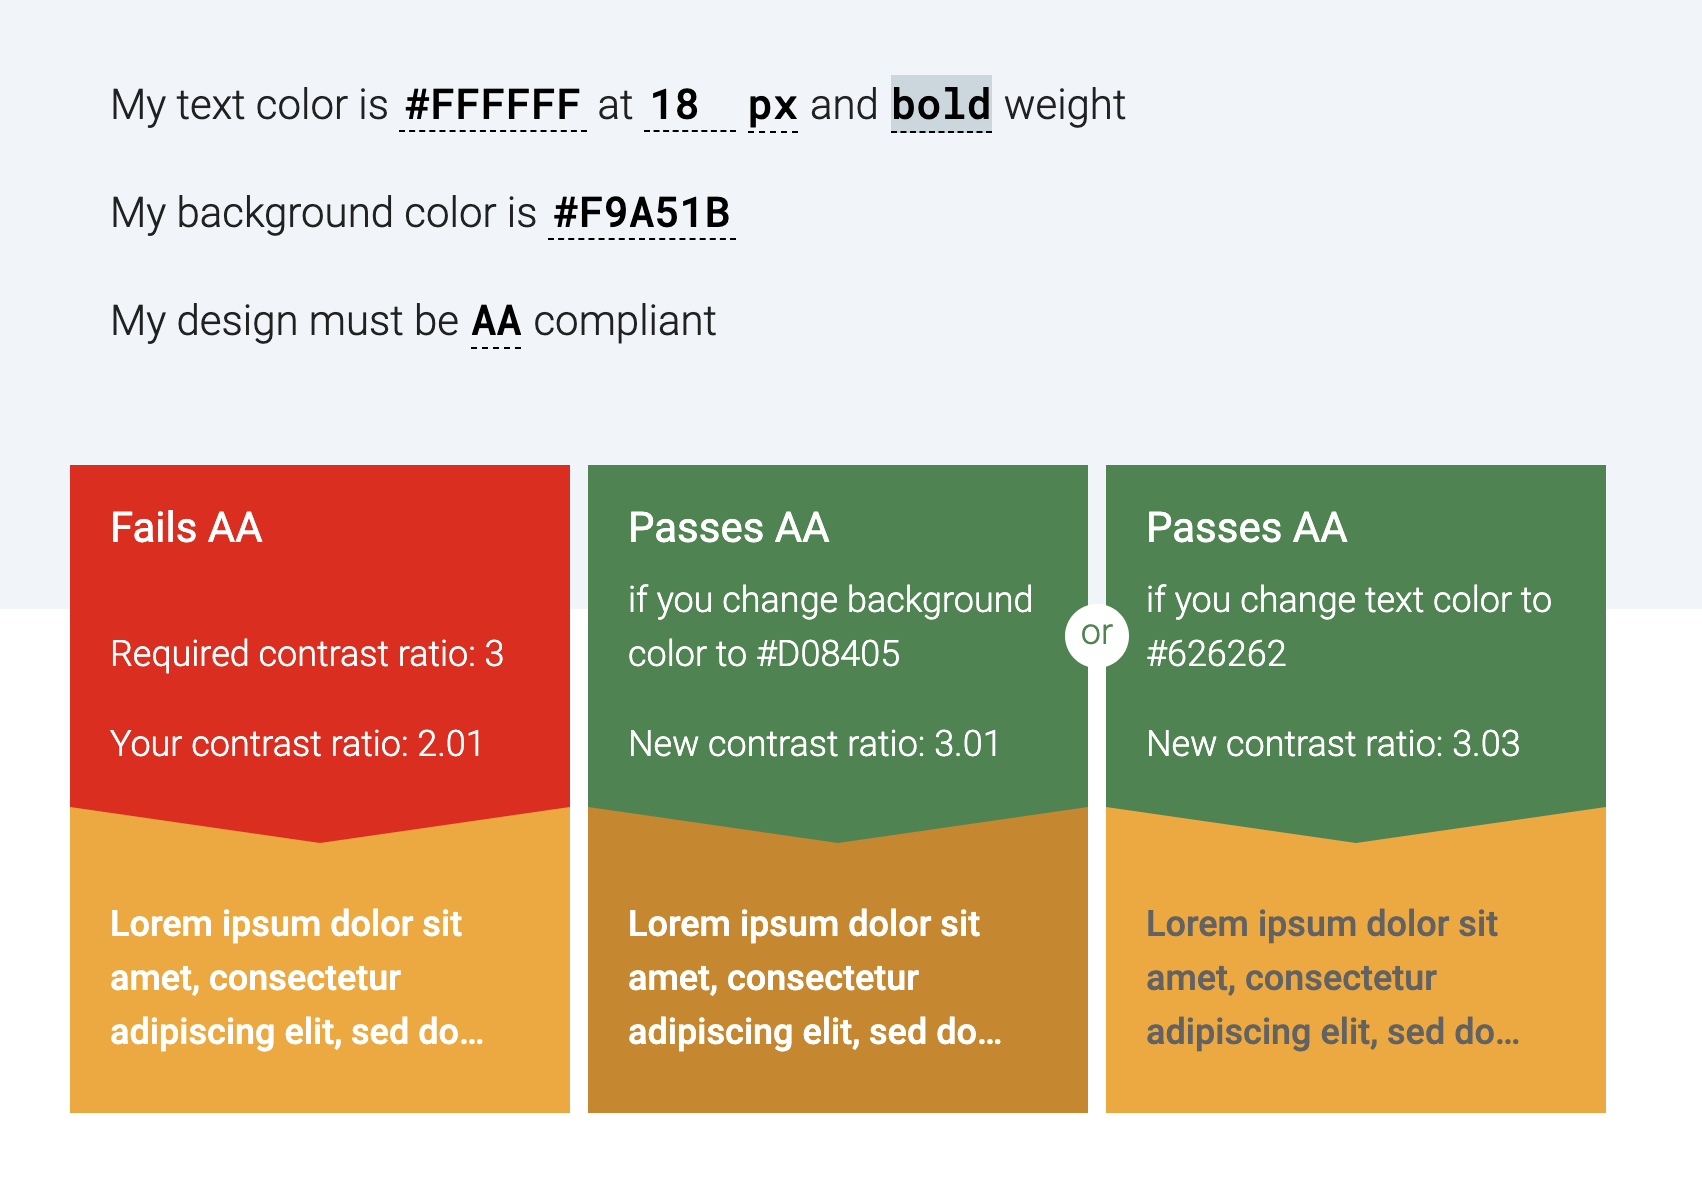 My text color is #FFFFFF at 18 px and bold weight
My background color is #F9A51B
My design must be AA compliant
Fails AA
Required contrast ratio: 3
Your contrast ratio: 2.01
Lorem ipsum dolor sit
amet, consectetur
adipiscing elit, sed do...
Passes AA
if you change background
color to #D08405
New contrast ratio: 3.01
Lorem ipsum dolor sit
amet, consectetur
adipiscing elit, sed do...
or
Passes AA
if you change text color to
#626262
New contrast ratio: 3.03
Lorem ipsum dolor sit
amet, consectetur
adipiscing elit, sed do...